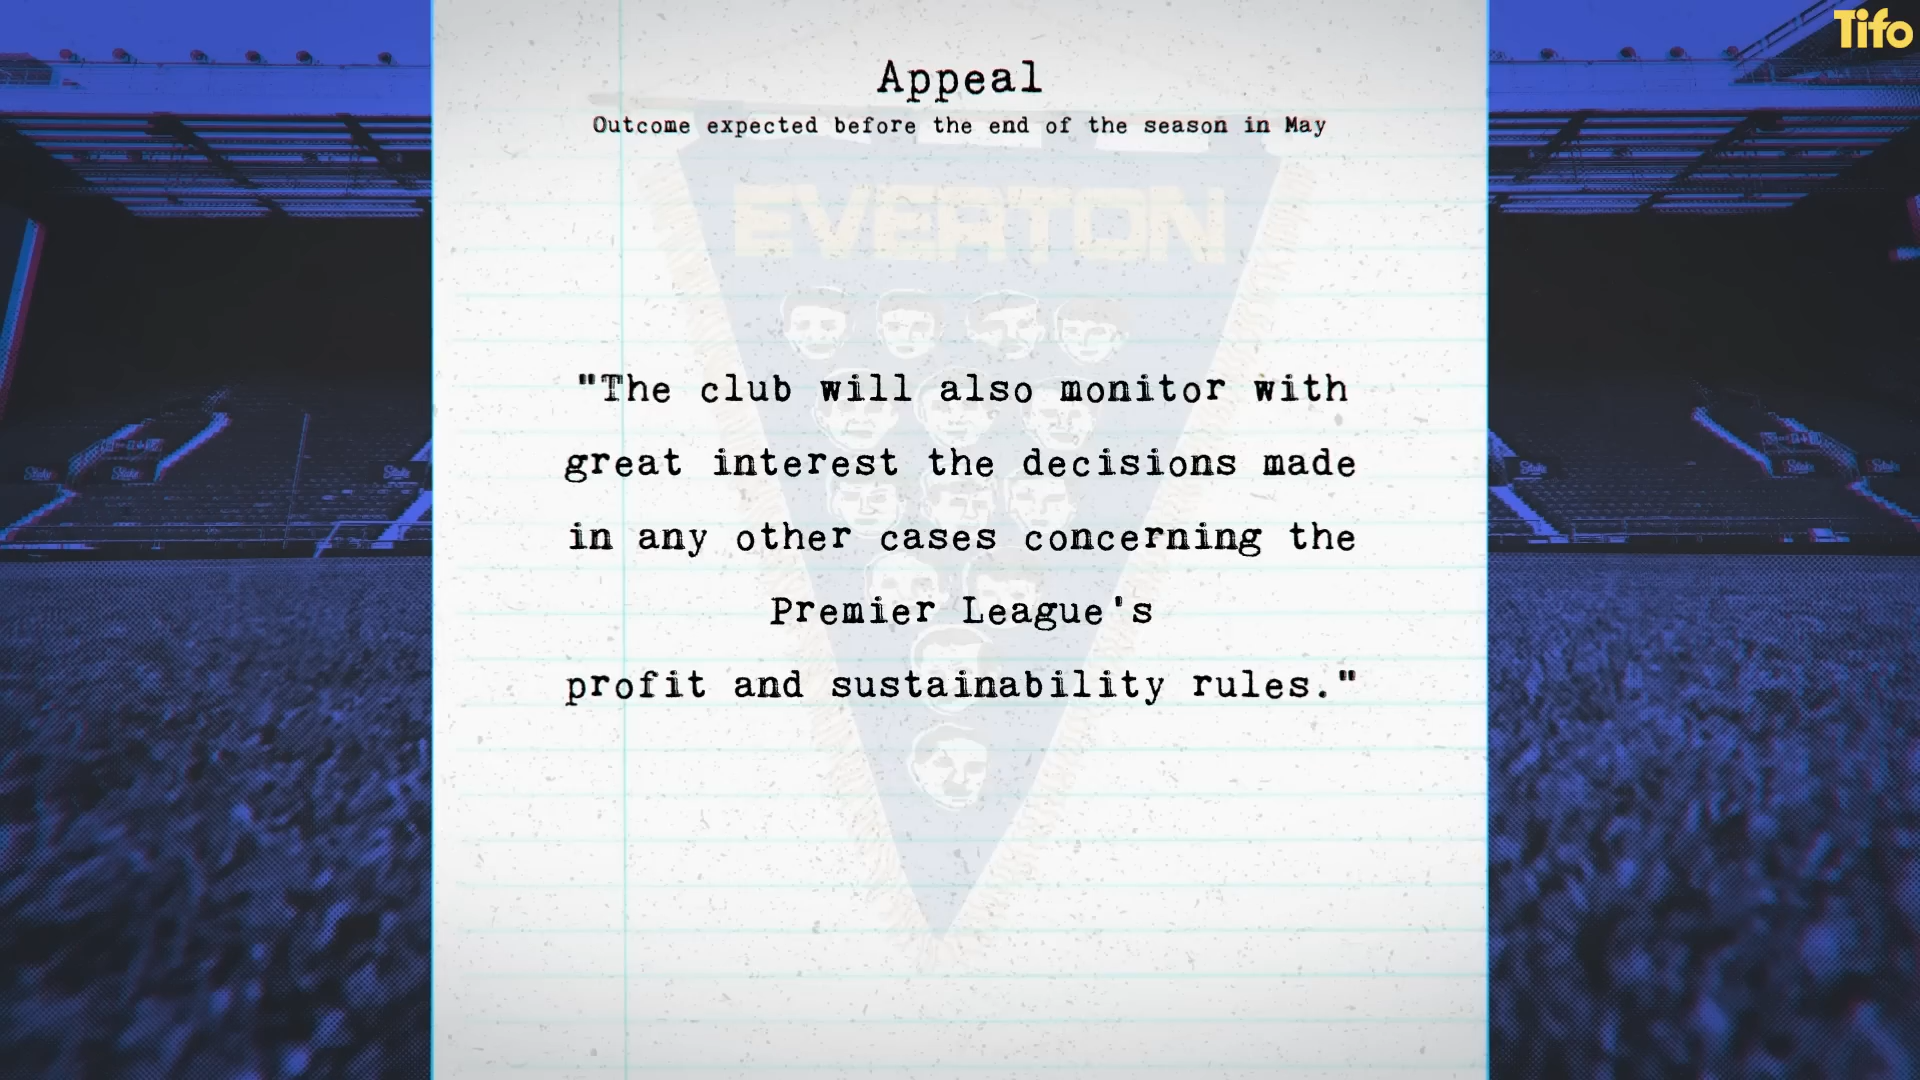 Tifo
Appeal
Outcome expected before the end of the season in May
EVERTON
"The club will also monitor with
great interest the decisions made
in any other cases concerning the
Premier League's
profit and sustainability rules."